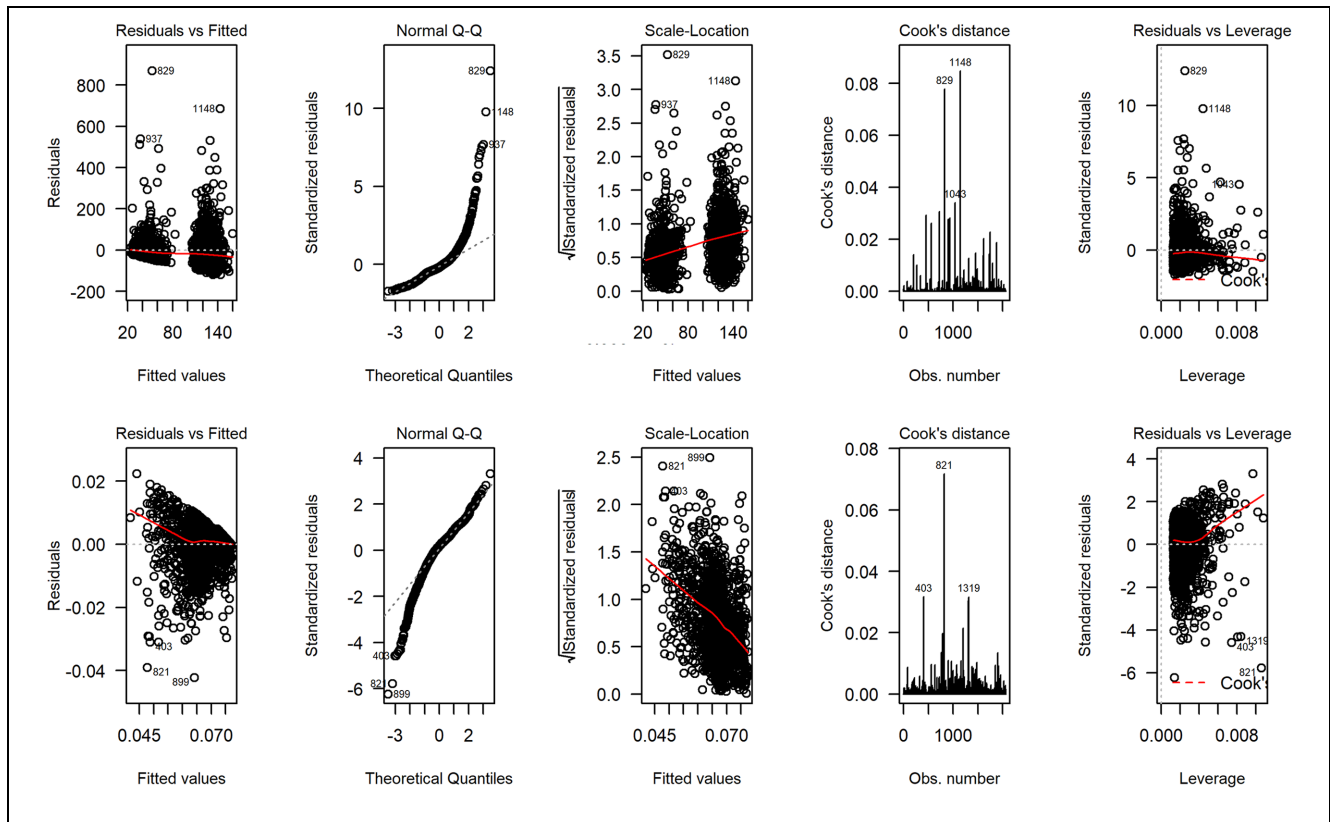 Residuals vs Fitted
Normal Q-Q
Scale-Location
Cook's distance
Residuals vs Leverage
Residuals
800
600
400
200
0
-200
829
1148
937
20 80 140
Fitted values
Standardized residuals
10
0
829
1148
937
-3 0 2
Theoretical Quantiles
√|Standardized residuals|
3.5
3.0
2.5
2.0
1.5
1.0
0.5
0.0
829
1148
937
20 80 140
Fitted values
Cook's distance
0.08
0.06
0.04
0.02
0.00
1148
829
1043
0 1000
Obs. number
Standardized residuals
10
5
0
829
1148
1043
Cook's
0.000 0.008
Leverage
Residuals vs Fitted
Normal Q-Q
Scale-Location
Cook's distance
Residuals vs Leverage
Residuals
0.02
0.00
-0.02
-0.04
403
821
899
0.045 0.070
Fitted values
Standardized residuals
4
2
0
-2
-4
-6
403
821
899
-3 0 2
Theoretical Quantiles
√|Standardized residuals|
2.5
2.0
1.5
1.0
0.5
0.0
899
821
403
0.045 0.070
Fitted values
Cook's distance
0.08
0.06
0.04
0.02
0.00
821
403
1319
0 1000
Obs. number
Standardized residuals
4
2
0
-2
-4
-6
1319
403
821
Cook's
0.000 0.008
Leverage